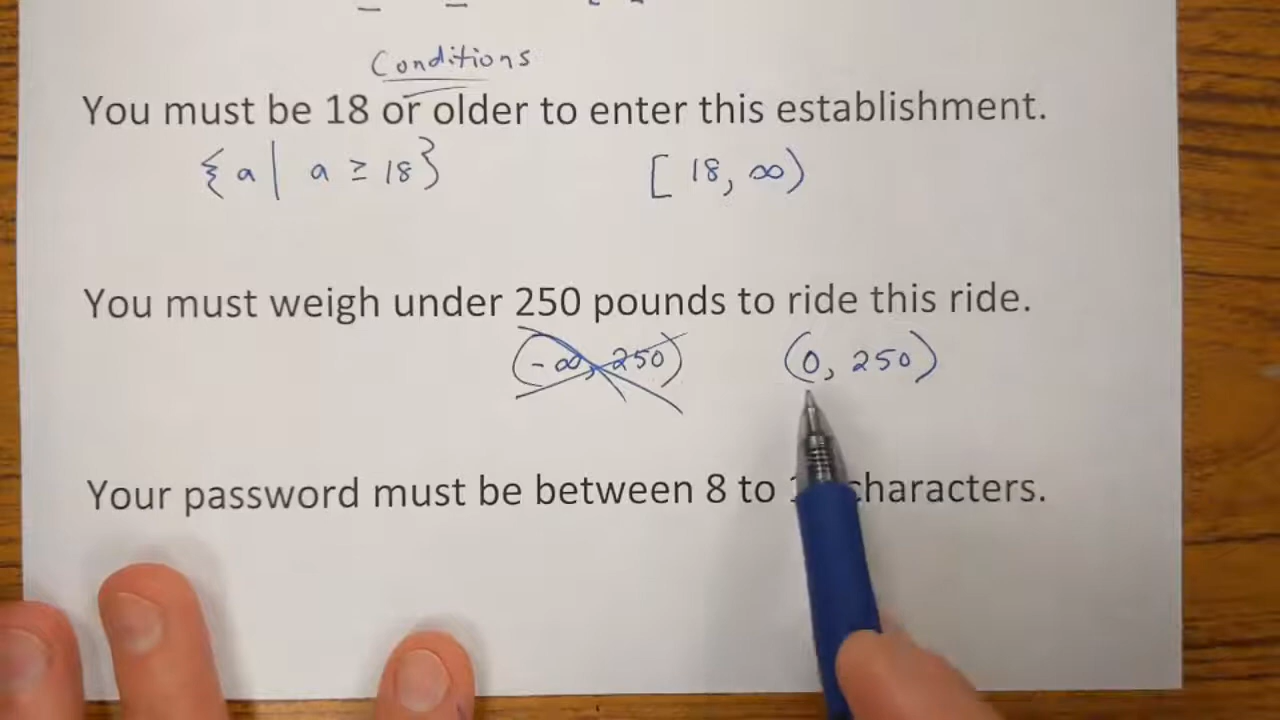 Conditions
You must be 18 or older to enter this establishment.
{a | a ≥ 18} [18, ∞)
You must weigh under 250 pounds to ride this ride.
(-∞, 250) (0, 250)
Your password must be between 8 to characters.